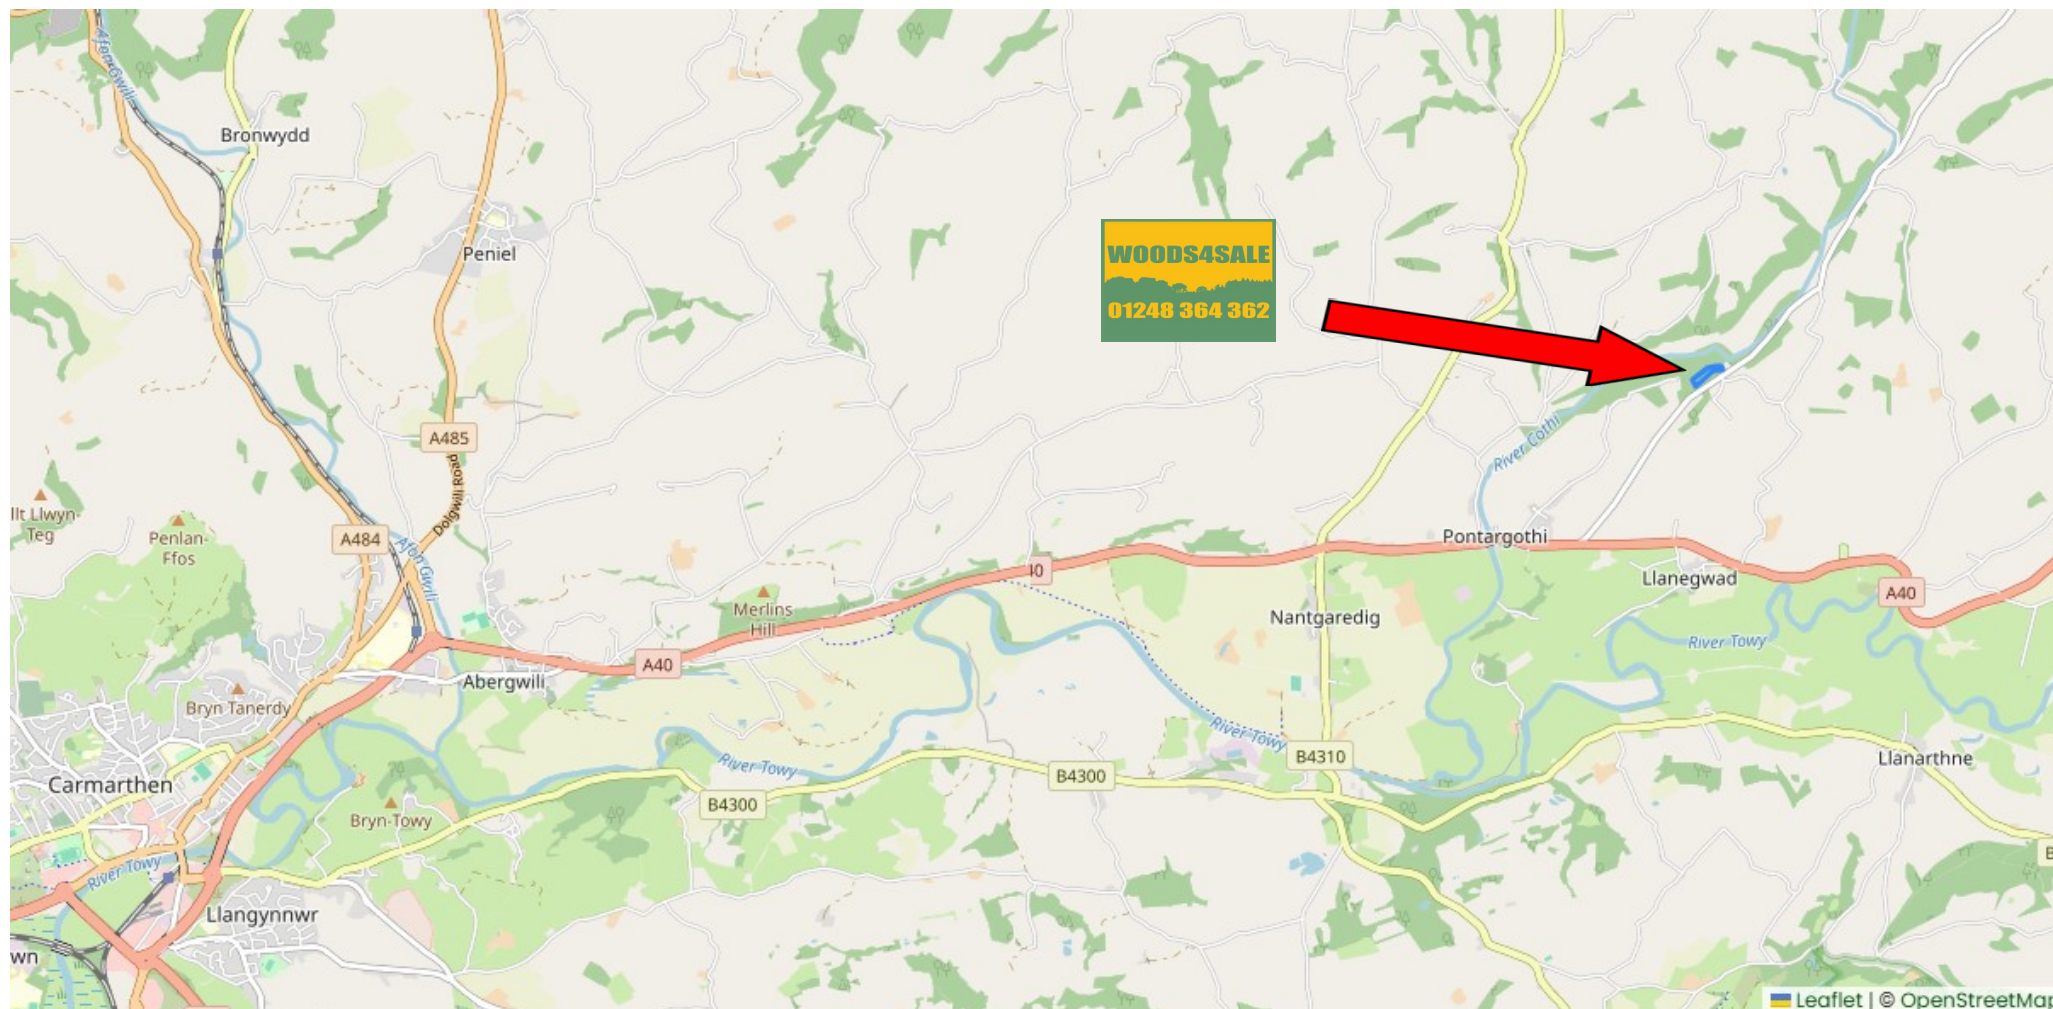 Afon Gwili
Bronwydd
Peniel
WOODS4SALE
01248 364 362
A485
Dolgwili Road
River Cothi
llt Llwyn-
Teg
Penlan-
Ffos
A484
Afon Gwili
Pontargothi
Merlins
Hill
Llanegwad
A40
Nantgaredig
River Towy
A40
Abergwili
Bryn Tanerdy
River Towy
B4310
Llanarthne
Carmarthen
River Towy
B4300
B4300
Bryn-Towy
River Towy
Llangynnwr
wn
Leaflet | © OpenStreetMap